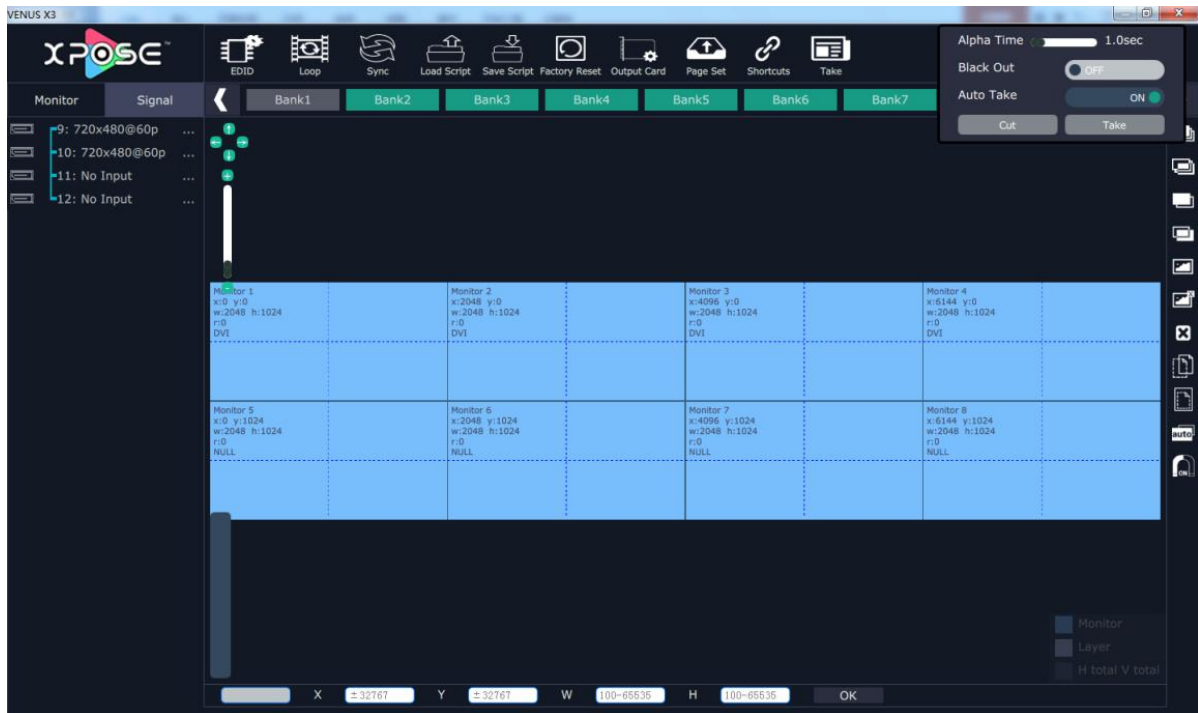 VENUS X3
XPOSE™
EDID
Loop
Sync
Load Script
Save Script
Factory Reset
Output Card
Page Set
Shortcuts
Take
Alpha Time 1.0sec
Black Out OFF
Auto Take ON
Cut Take
Monitor Signal
Bank1 Bank2 Bank3 Bank4 Bank5 Bank6 Bank7
9: 720x480@60p ...
10: 720x480@60p ...
11: No Input ...
12: No Input ...
Monitor 1
x:0 y:0
w:2048 h:1024
r:0
DVI
Monitor 2
x:2048 y:0
w:2048 h:1024
r:0
DVI
Monitor 3
x:4096 y:0
w:2048 h:1024
r:0
DVI
Monitor 4
x:6144 y:0
w:2048 h:1024
r:0
DVI
Monitor 5
x:0 y:1024
w:2048 h:1024
r:0
NULL
Monitor 6
x:2048 y:1024
w:2048 h:1024
r:0
NULL
Monitor 7
x:4096 y:1024
w:2048 h:1024
r:0
NULL
Monitor 8
x:6144 y:1024
w:2048 h:1024
r:0
NULL
auto
ON
Monitor
Layer
H total V total
X ±32767 Y ±32767 W 100-65535 H 100-65535 OK